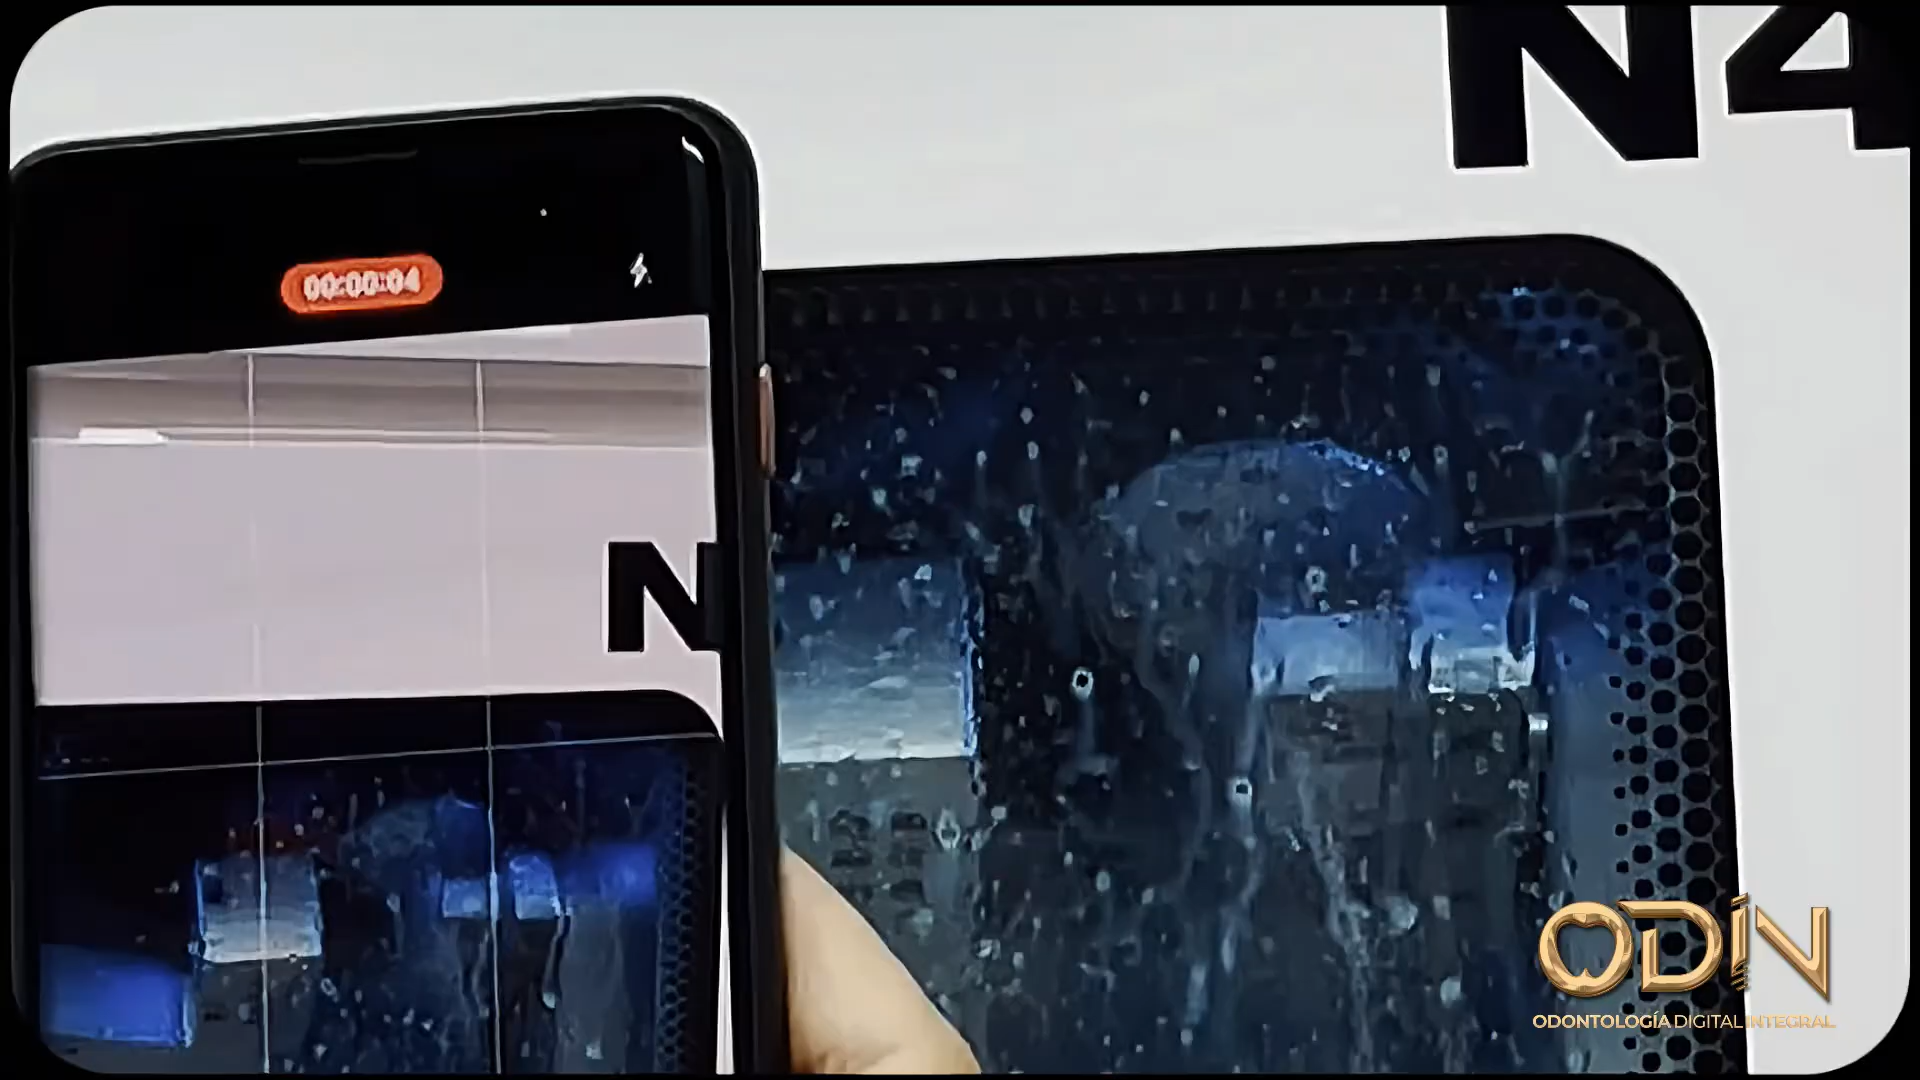 N4
00:00:04
N
ODÍN
ODONTOLOGÍA DIGITAL INTEGRAL